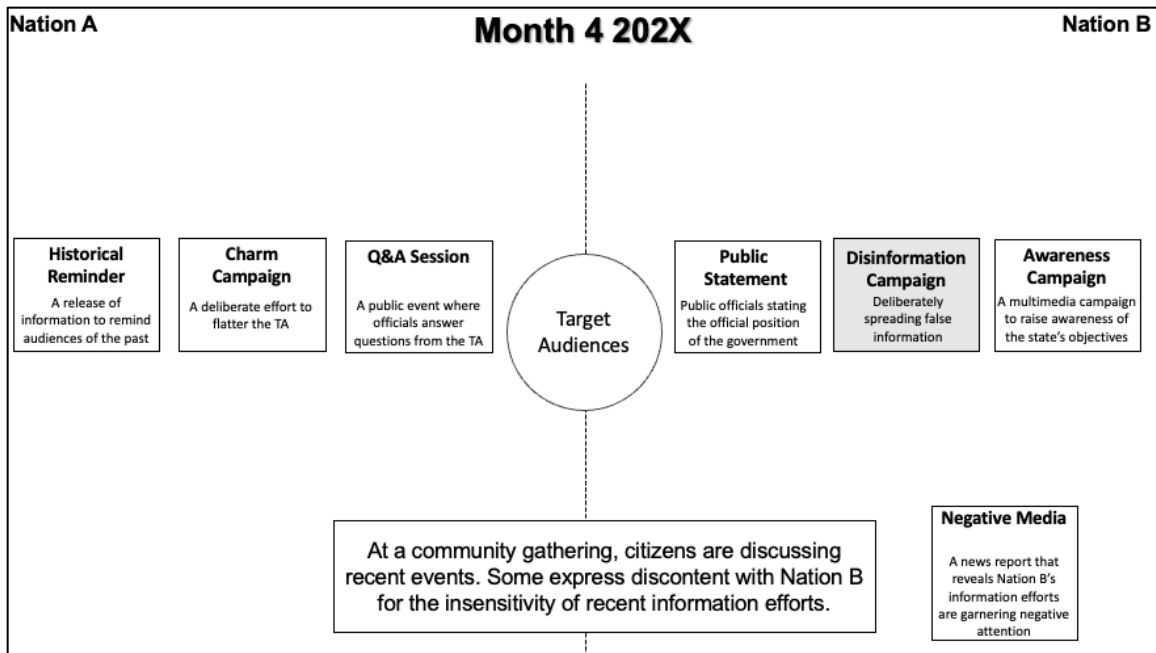 Nation A
Month 4 202X
Nation B
Historical
Reminder
A release of
information to remind
audiences of the past
Charm
Campaign
A deliberate effort to
flatter the TA
Q&A Session
A public event where
officials answer
questions from the TA
Target
Audiences
Public
Statement
Public officials stating
the official position
of the government
Disinformation
Campaign
Deliberately
spreading false
information
Awareness
Campaign
A multimedia campaign
to raise awareness of
the state's objectives
At a community gathering, citizens are discussing
recent events. Some express discontent with Nation B
for the insensitivity of recent information efforts.
Negative Media
A news report that
reveals Nation B's
information efforts
are garnering negative
attention